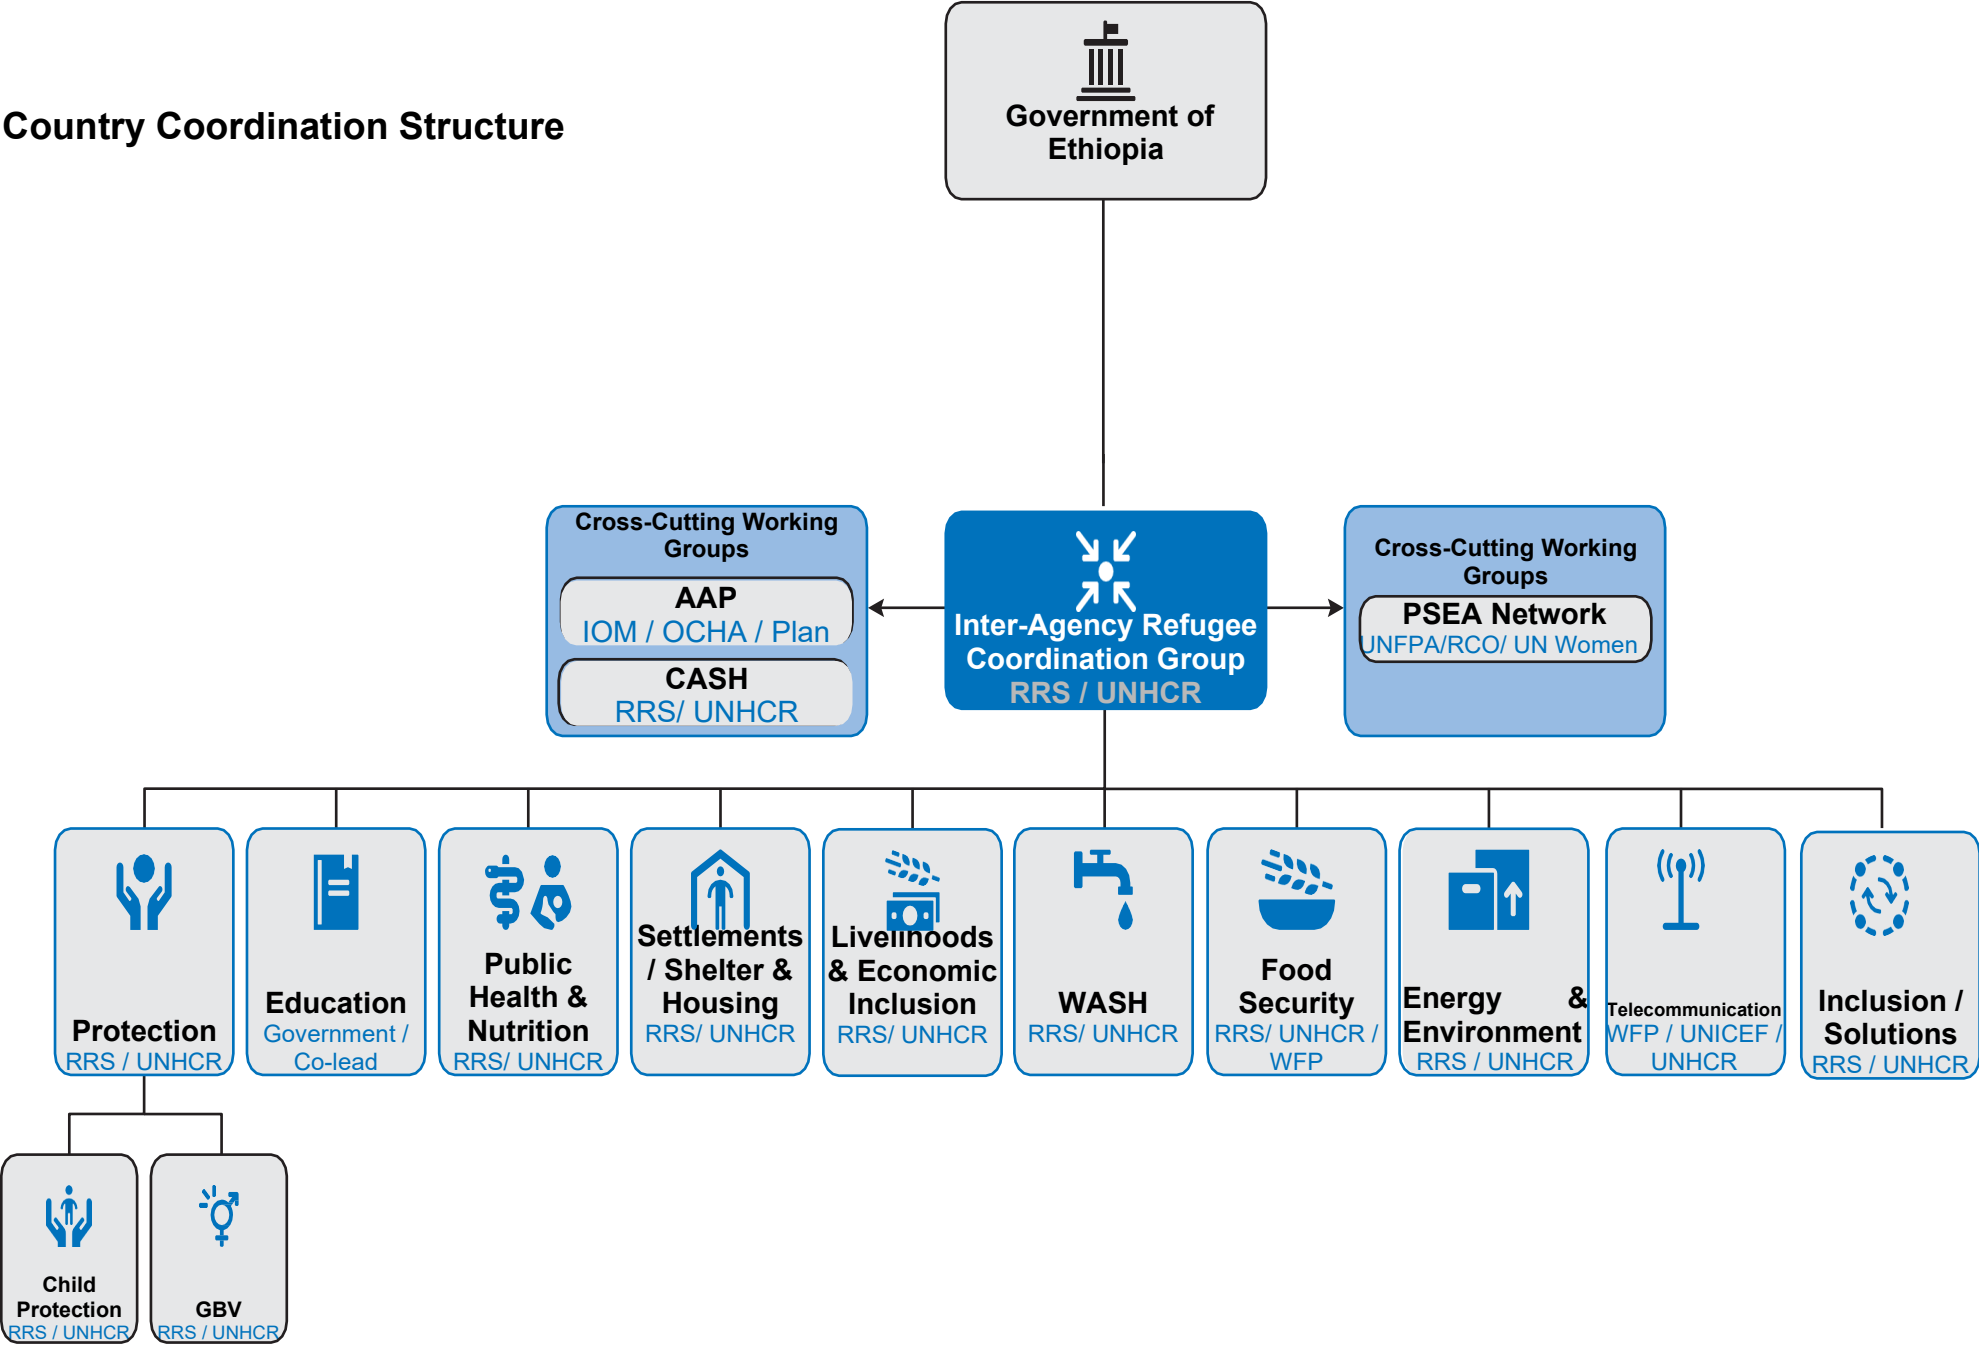 Country Coordination Structure
Government of
Ethiopia
Cross-Cutting Working
Groups
AAP
IOM / OCHA / Plan
CASH
RRS/ UNHCR
Inter-Agency Refugee
Coordination Group
RRS / UNHCR
Cross-Cutting Working
Groups
PSEA Network
UNFPA/RCO/ UN Women
Protection
RRS / UNHCR
Education
Government /
Co-lead
Public
Health &
Nutrition
RRS/ UNHCR
Settlements
/ Shelter &
Housing
RRS/ UNHCR
Livelihoods
& Economic
Inclusion
RRS/ UNHCR
WASH
RRS/ UNHCR
Food
Security
RRS/ UNHCR /
WFP
Energy &
Environment
RRS / UNHCR
Telecommunication
WFP / UNICEF /
UNHCR
Inclusion /
Solutions
RRS / UNHCR
Child
Protection
RRS / UNHCR
GBV
RRS / UNHCR